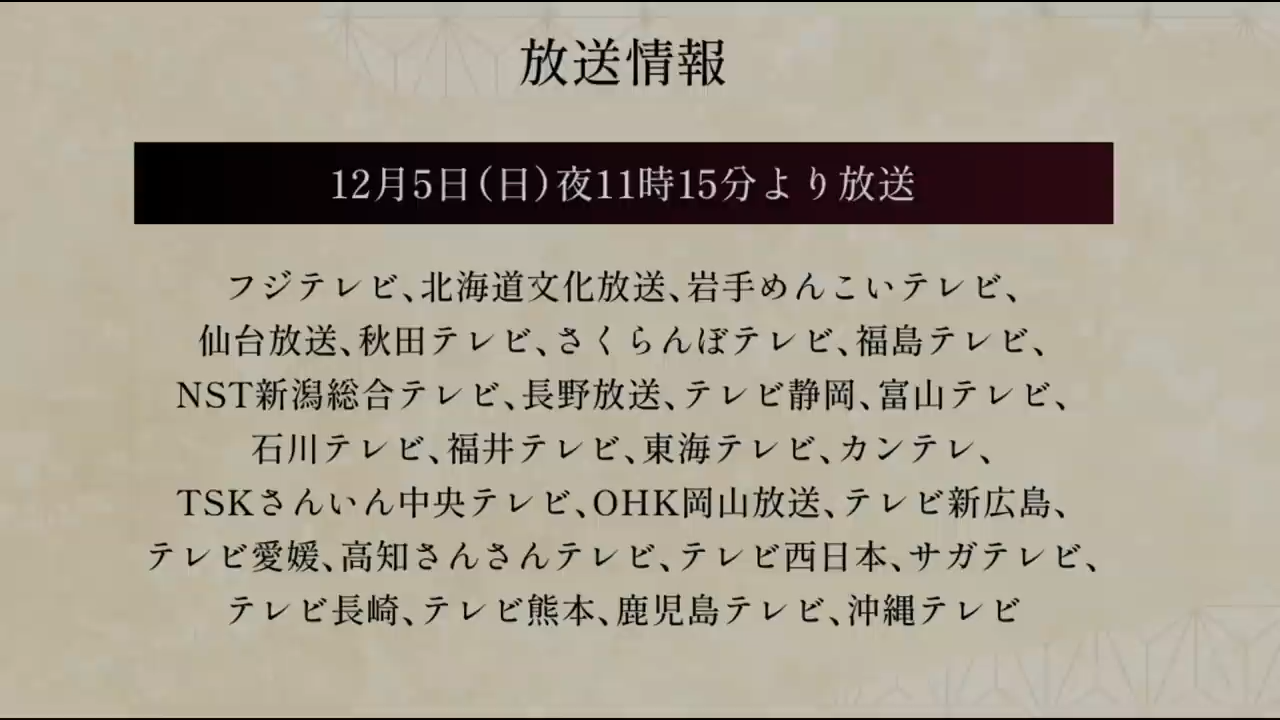 放送情報
12月5日(日)夜11時15分より放送
フジテレビ、北海道文化放送、岩手めんこいテレビ、
仙台放送、秋田テレビ、さくらんぼテレビ、福島テレビ、
NST新潟総合テレビ、長野放送、テレビ静岡、富山テレビ、
石川テレビ、福井テレビ、東海テレビ、カンテレ、
TSKさんいん中央テレビ、OHK岡山放送、テレビ新広島、
テレビ愛媛、高知さんさんテレビ、テレビ西日本、サガテレビ、
テレビ長崎、テレビ熊本、鹿児島テレビ、沖縄テレビ